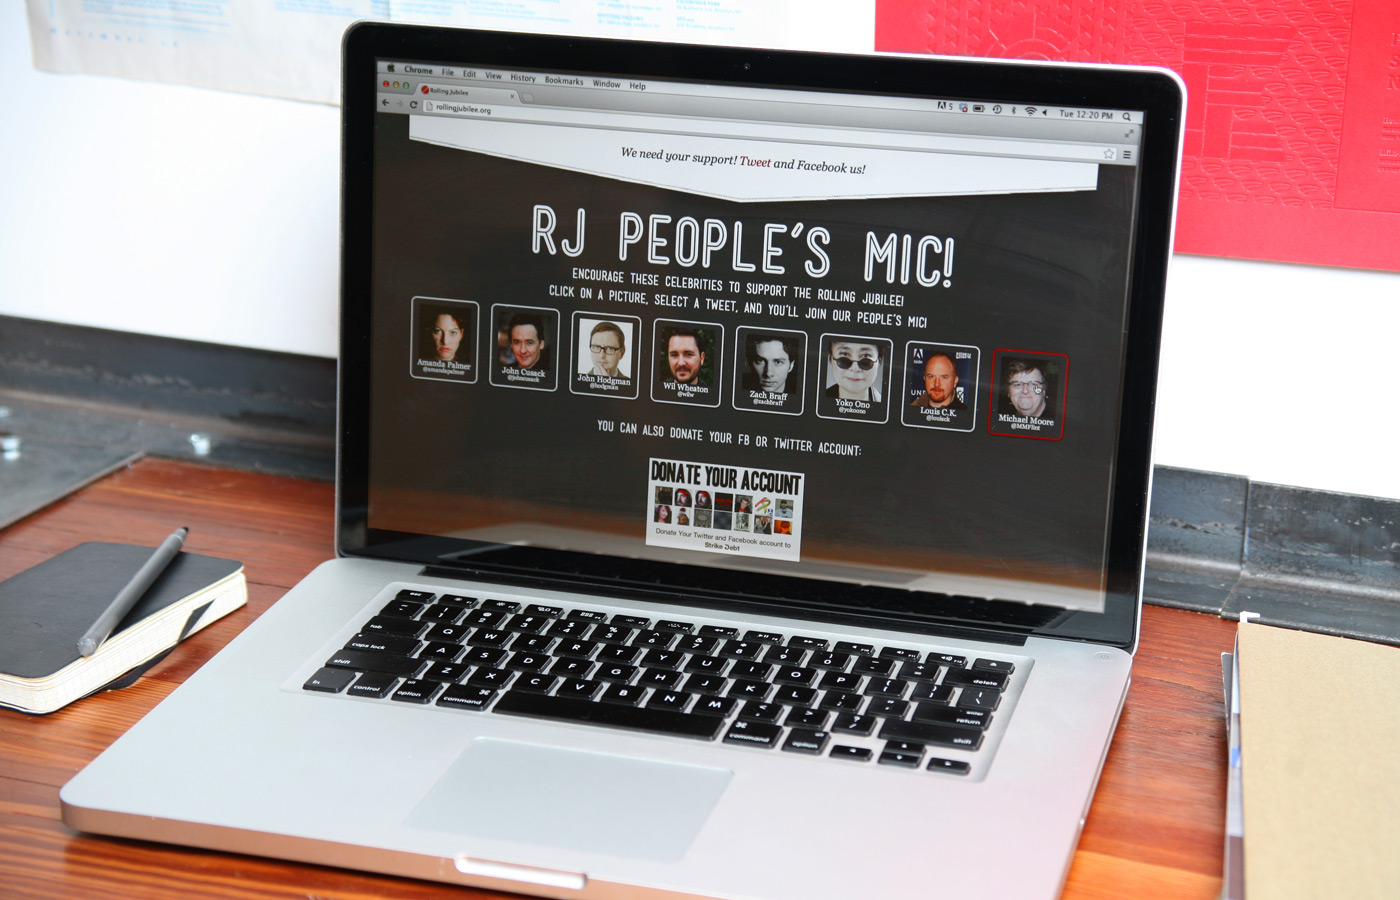 Chrome File Edit View History Bookmarks Window Help
5 Tue 12:20 PM
Rolling Jubilee
rollingjubilee.org
We need your support! Tweet and Facebook us!
RJ PEOPLE'S MIC!
ENCOURAGE THESE CELEBRITIES TO SUPPORT THE ROLLING JUBILEE!
CLICK ON A PICTURE, SELECT A TWEET, AND YOU'LL JOIN OUR PEOPLE'S MIC!
Amanda Palmer
@amandapalmer
John Cusack
@johncusack
John Hodgman
@hodgman
Wil Wheaton
@wilw
Zach Braff
@zachbraff
Yoko Ono
@yokoono
Louis C.K.
@louisck
Michael Moore
@MMFlint
YOU CAN ALSO DONATE YOUR FB OR TWITTER ACCOUNT:
DONATE YOUR ACCOUNT
Donate Your Twitter and Facebook account to
Strike Debt
esc
tab Q W E R T Y U I O P
caps lock A S D F G H J K L
shift Z X C V B N M
fn control option command command option
delete
enter
return
shift